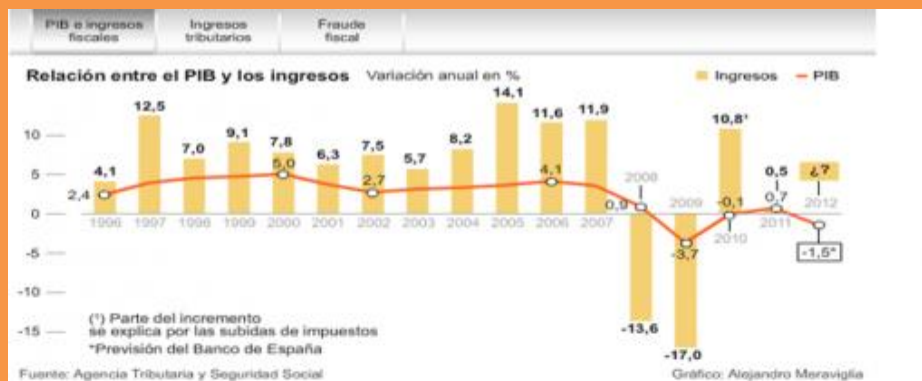 PIB e ingresos
fiscales
Ingresos
tributarios
Fraude
fiscal
Relación entre el PIB y los ingresos Variación anual en %
Ingresos PIB
14,1
12,5
11,6
11,9
10,8¹
10
9,1
8,2
7,8
7,5
7,0
6,3
5,7
5
4,1
5,0
4,1
2,4
2,7
0,9
2008
2009
-0,1
0,5
0,7
¿?
2012
0
1996 1997 1998 1999 2000 2001 2002 2003 2004 2005 2006 2007
2010
2011
-3,7
-1,5*
-5
-10
-15
-13,6
-17,0
(¹) Parte del incremento
se explica por las subidas de impuestos
*Previsión del Banco de España
Fuente: Agencia Tributaria y Seguridad Social Gráfico: Alejandro Meraviglia